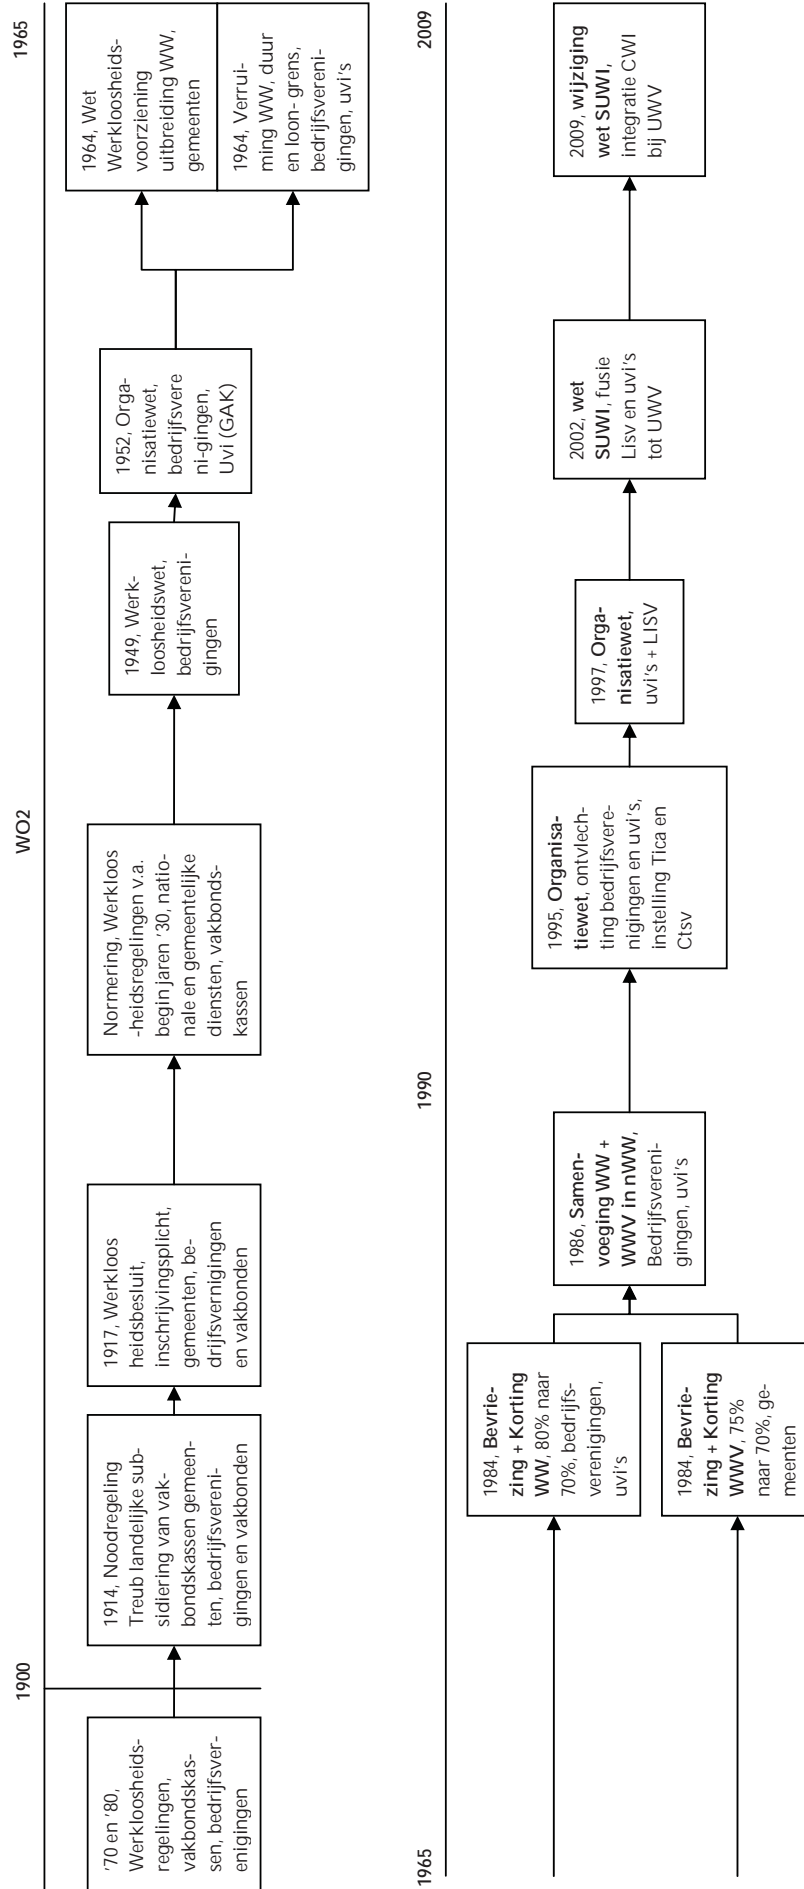 1900
WO2
1965
'70 en '80,
Werkloosheids-
regelingen,
vakbondskas-
sen, bedrijfsver-
enigingen
1914, Noodregeling
Treub landelijke sub-
sidiering van vak-
bondskassen gemeen-
ten, bedrijfsvereni-
gingen en vakbonden
1917, Werkloos
heidsbesluit,
inschrijvingsplicht,
gemeenten, be-
drijfsvernigingen
en vakbonden
Normering, Werkloos
-heidsregelingen v.a.
begin jaren '30, natio-
nale en gemeentelijke
diensten, vakbonds-
kassen
1949, Werk-
loosheidswet,
bedrijfsvereni-
gingen
1952, Orga-
nisatiewet,
bedrijfsvere
ni-gingen,
Uvi (GAK)
1964, Wet
Werkloosheids-
voorziening
uitbreiding WW,
gemeenten
1964, Verrui-
ming WW, duur
en loon- grens,
bedrijfsvereni-
gingen, uvi's
1965
1990
2009
1984, Bevrie-
zing + Korting
WW, 80% naar
70%, bedrijfs-
verenigingen,
uvi's
1984, Bevrie-
zing + Korting
WWV, 75%
naar 70%, ge-
meenten
1986, Samen-
voeging WW +
WWV in nWW,
Bedrijfsvereni-
gingen, uvi's
1995, Organisa-
tiewet, ontvlech-
ting bedrijfsvere-
nigingen en uvi's,
instelling Tica en
Ctsv
1997, Orga-
nisatiewet,
uvi's + LISV
2002, wet
SUWI, fusie
Lisv en uvi's
tot UWV
2009, wijziging
wet SUWI,
integratie CWI
bij UWV